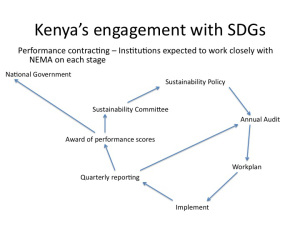 Kenya’s engagement with SDGs
Performance contracting – Institutions expected to work closely with
NEMA on each stage
National Government
Sustainability Policy
Sustainability Committee
Annual Audit
Award of performance scores
Workplan
Quarterly reporting
Implement